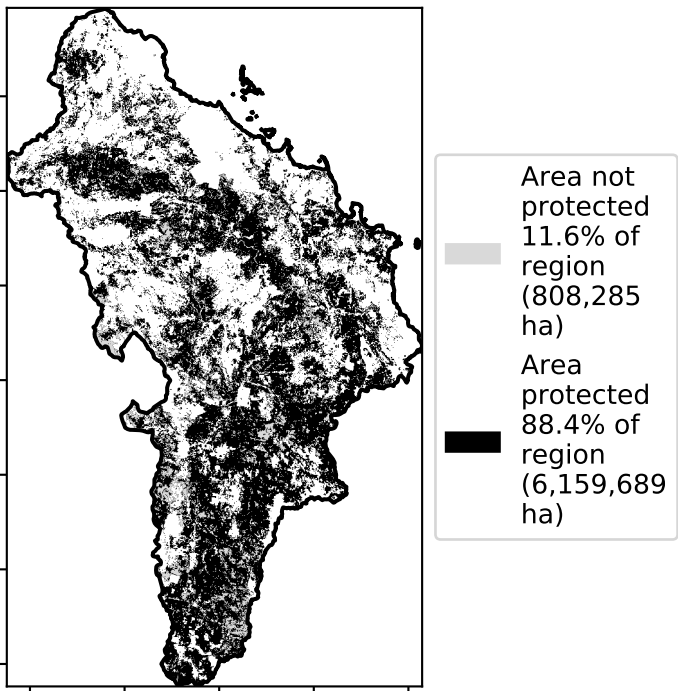 Area not
protected
11.6% of
region
(808,285
ha)
Area
protected
88.4% of
region
(6,159,689
ha)